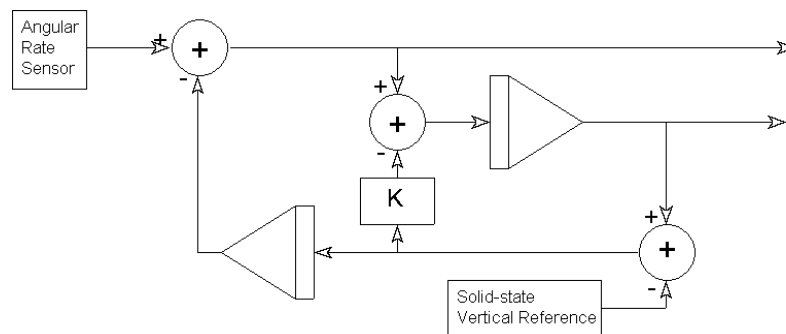 Angular
Rate
Sensor
+
+
-
+
+
-
K
+
+
-
Solid-state
Vertical Reference